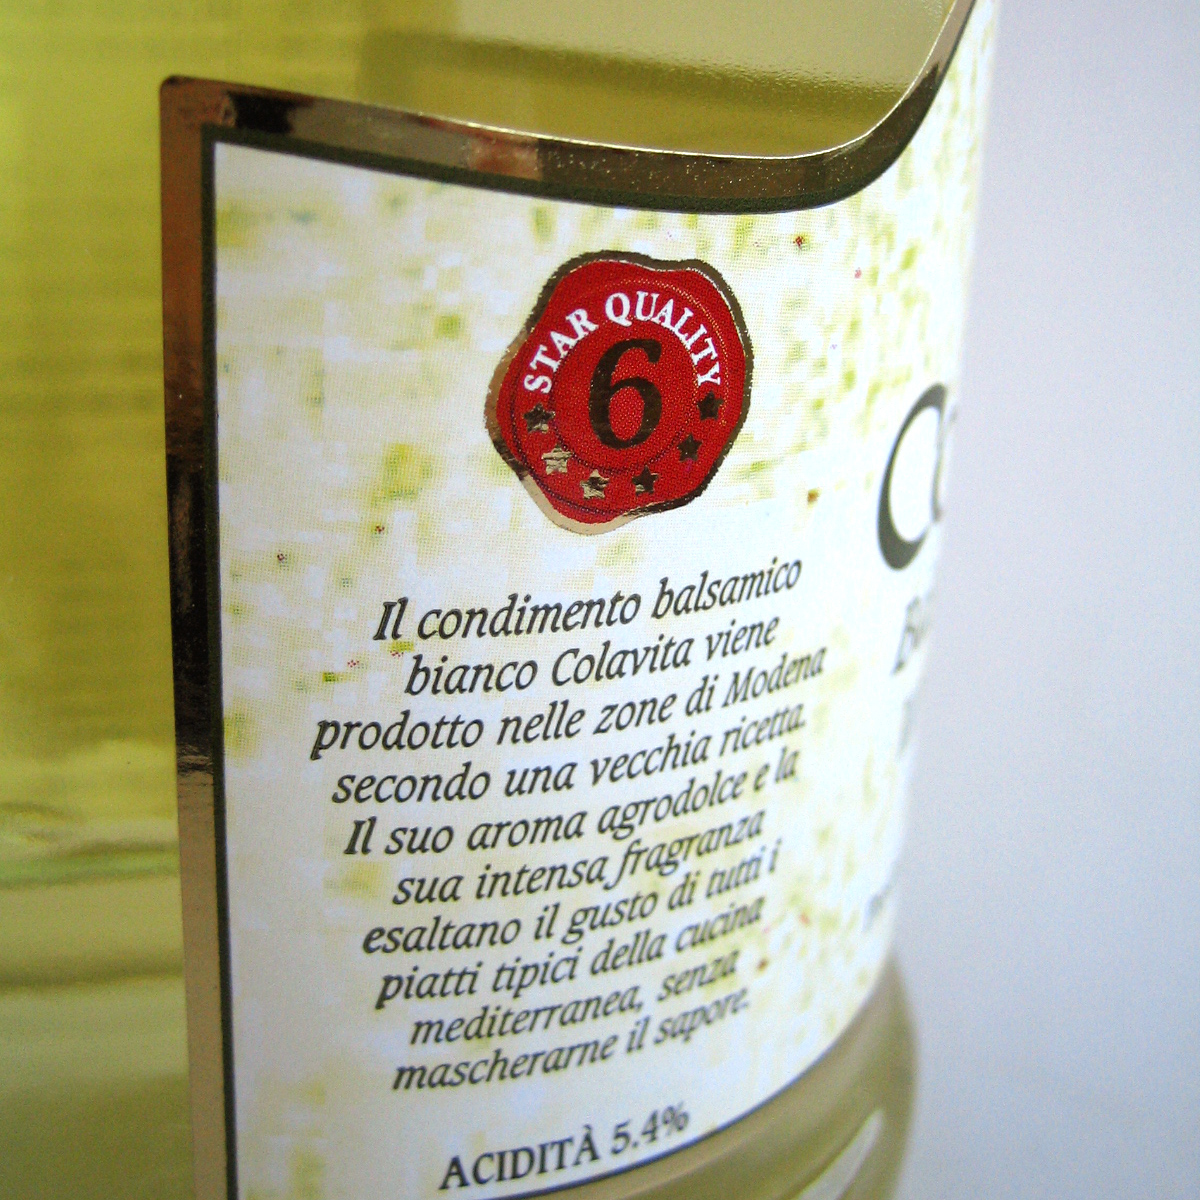 STAR QUALITY
6
Il condimento balsamico
bianco Colavita viene
prodotto nelle zone di Modena
secondo una vecchia ricetta.
Il suo aroma agrodolce e la
sua intensa fragranza
esaltano il gusto di tutti i
piatti tipici della cucina
mediterranea, senza
mascherarne il sapore.
ACIDITÀ 5.4%